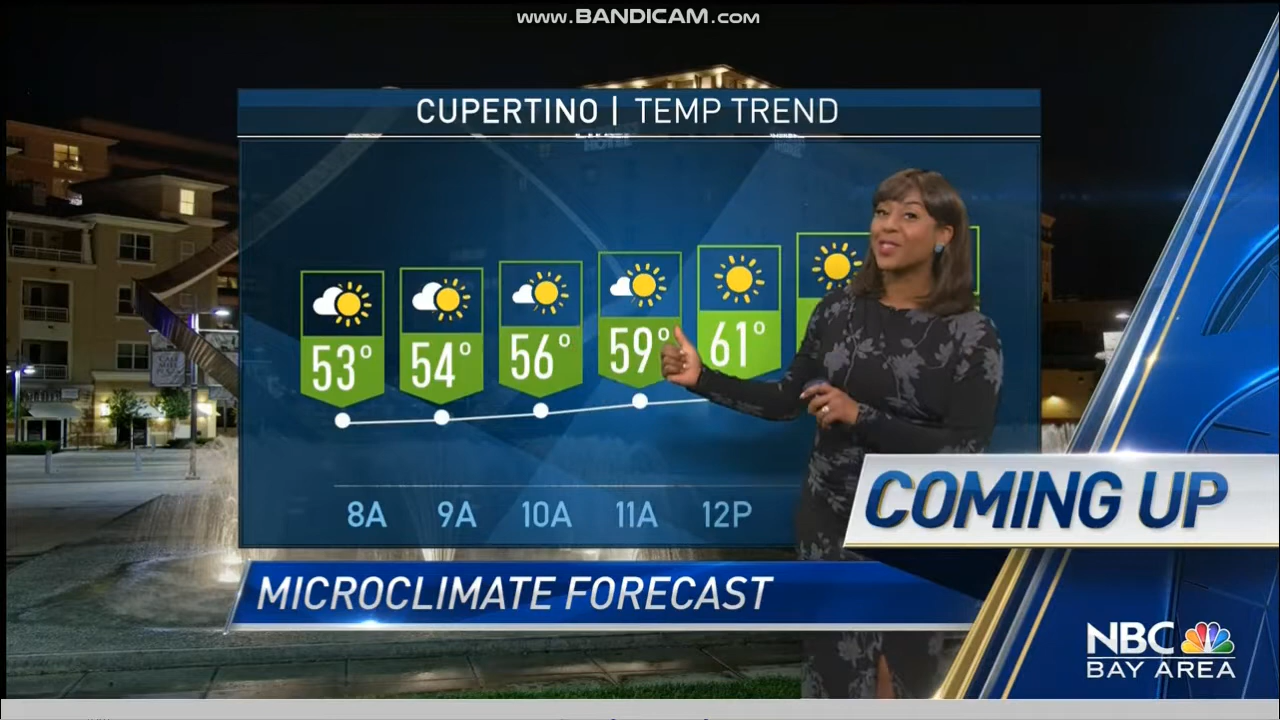 www.BANDICAM.com
CUPERTINO | TEMP TREND
HOTEL
53° 54° 56° 59° 61°
8A 9A 10A 11A 12P
COMING UP
MICROCLIMATE FORECAST
NBC
BAY AREA